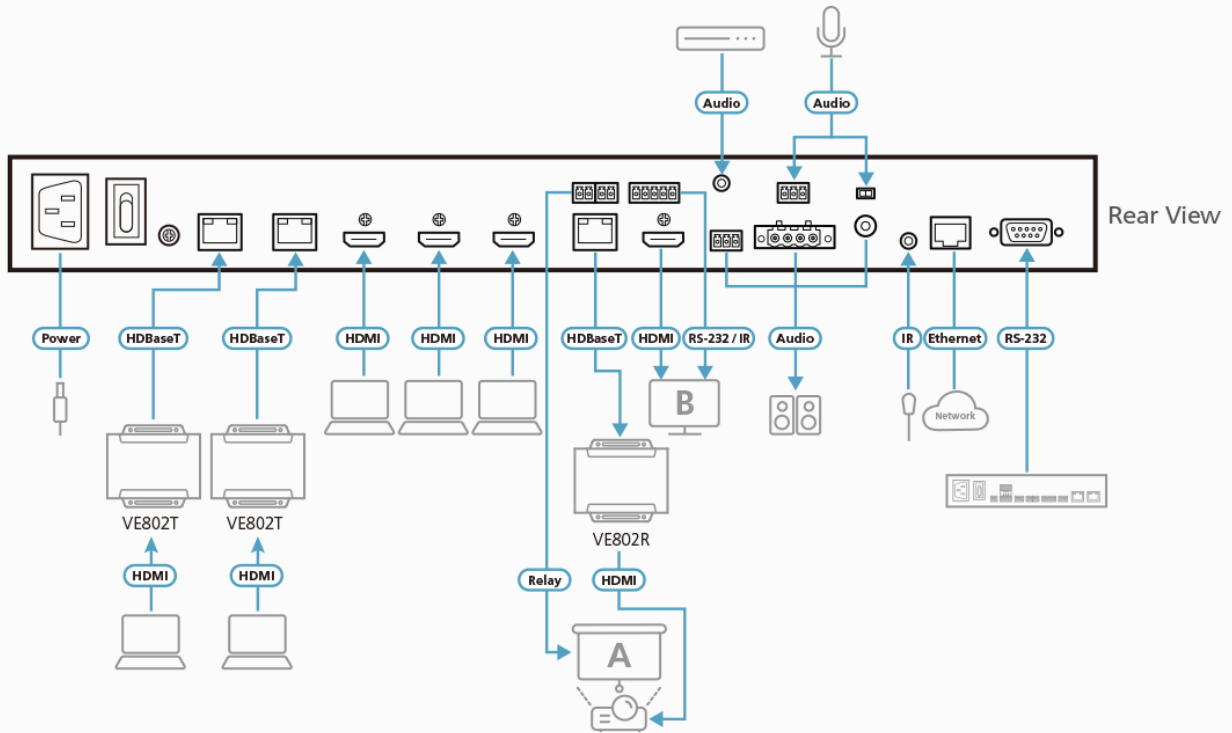 Audio
Audio
Rear View
Power
HDBaseT
HDBaseT
HDMI
HDMI
HDMI
HDBaseT
HDMI
RS-232 / IR
Audio
IR
Ethernet
RS-232
B
Network
VE802T
VE802T
VE802R
HDMI
HDMI
Relay
HDMI
A